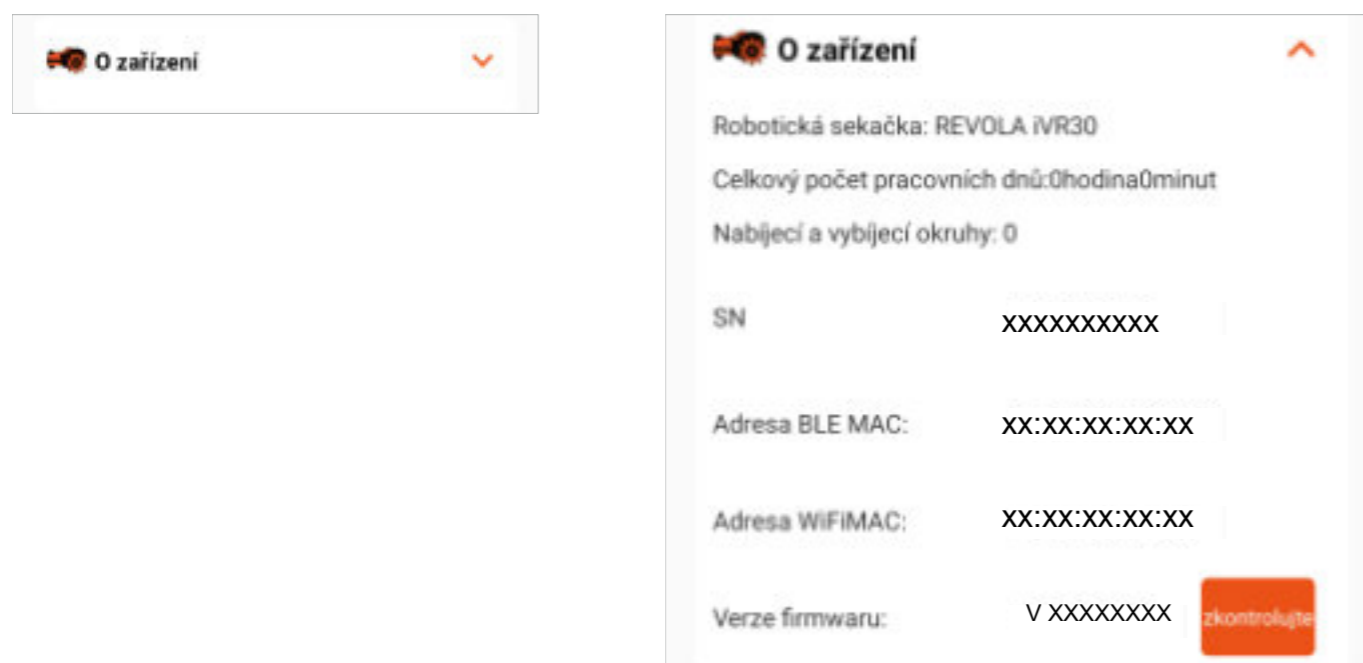 O zařízení
O zařízení
Robotická sekačka: REVOLA iVR30
Celkový počet pracovních dnů:0hodina0minut
Nabíjecí a vybíjecí okruhy: 0
SN XXXXXXXXXX
Adresa BLE MAC: XX:XX:XX:XX:XX
Adresa WiFiMAC: XX:XX:XX:XX:XX
Verze firmwaru: V XXXXXXXX zkontrolujte